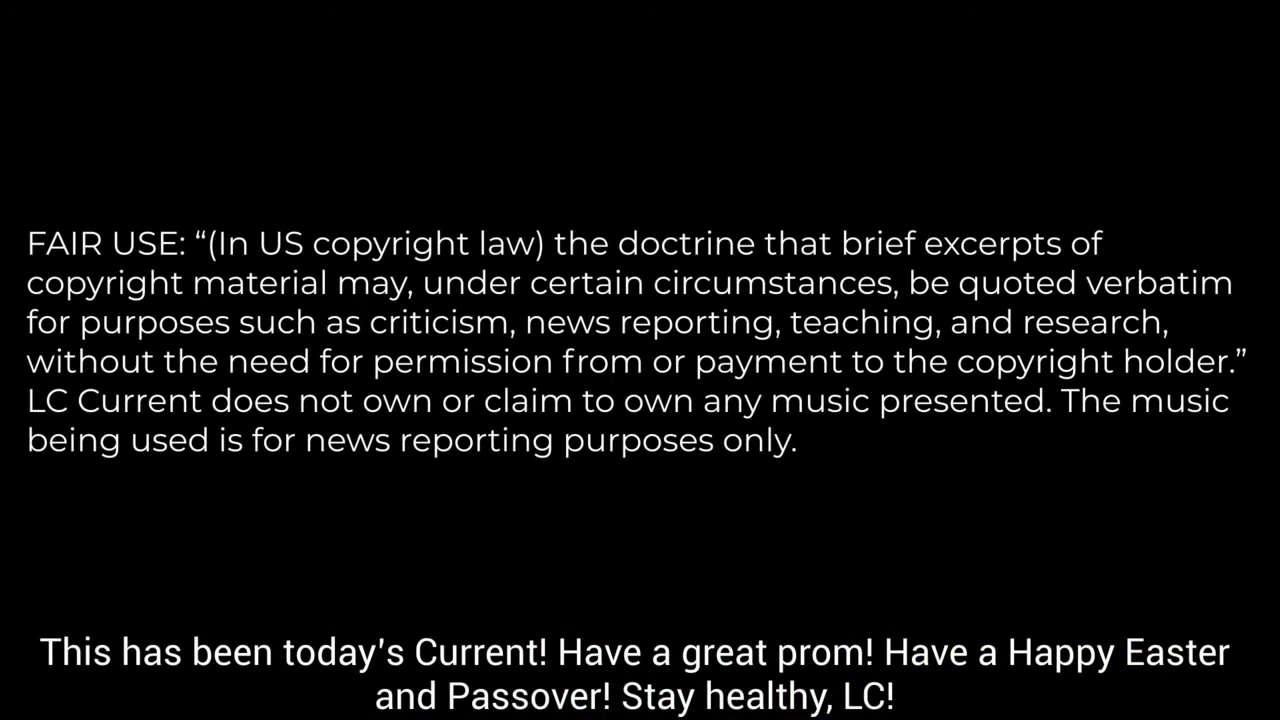 FAIR USE: “(In US copyright law) the doctrine that brief excerpts of
copyright material may, under certain circumstances, be quoted verbatim
for purposes such as criticism, news reporting, teaching, and research,
without the need for permission from or payment to the copyright holder.”
LC Current does not own or claim to own any music presented. The music
being used is for news reporting purposes only.
This has been today's Current! Have a great prom! Have a Happy Easter
and Passover! Stay healthy, LC!